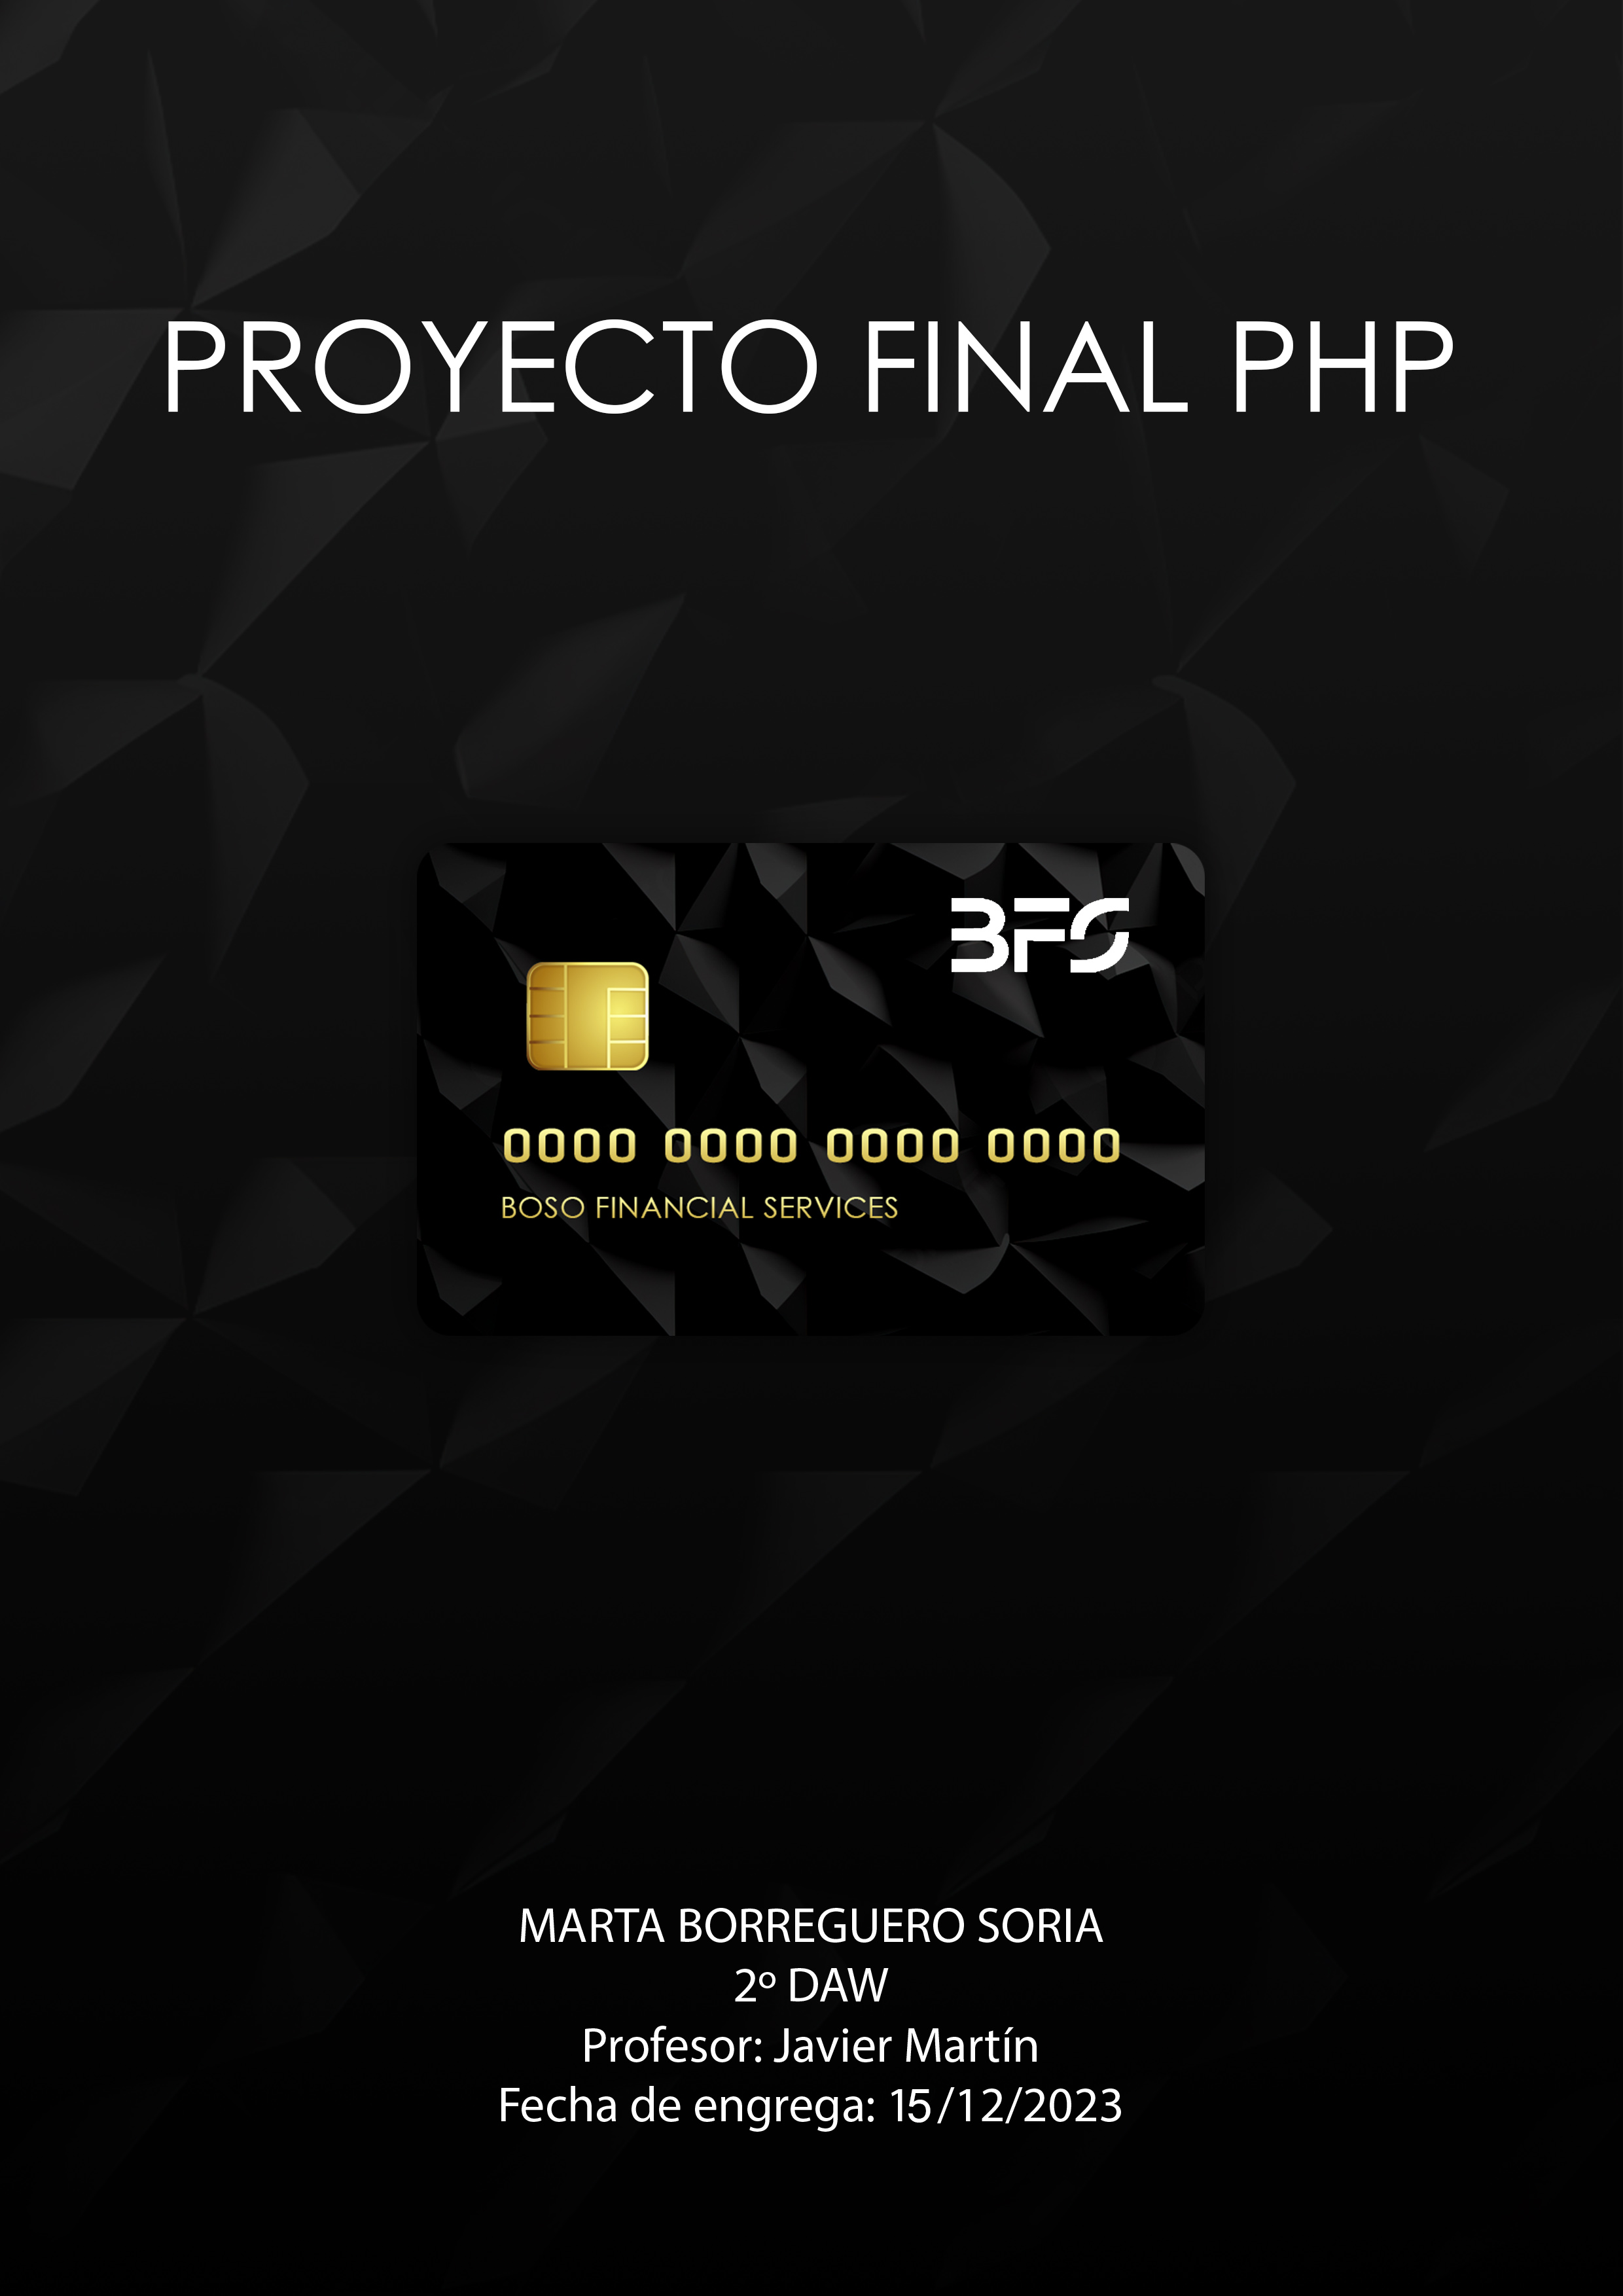 PROYECTO FINAL PHP
BFS
0000 0000 0000 0000
BOSO FINANCIAL SERVICES
MARTA BORREGUERO SORIA
2º DAW
Profesor: Javier Martín
Fecha de engrega: 15/12/2023